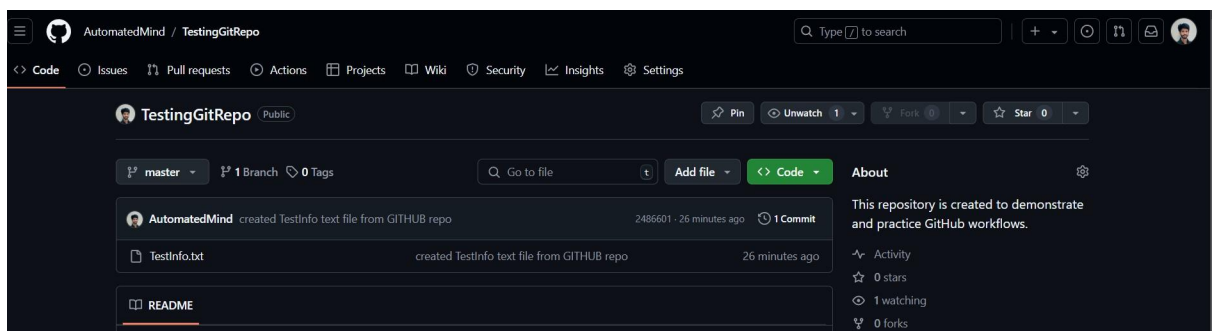 AutomatedMind / TestingGitRepo
Type / to search
Code Issues Pull requests Actions Projects Wiki Security Insights Settings
TestingGitRepo Public
Pin Unwatch 1 Fork 0 Star 0
master 1 Branch 0 Tags Go to file t Add file Code
About
This repository is created to demonstrate
and practice GitHub workflows.
AutomatedMind created TestInfo text file from GITHUB repo 2486601 · 26 minutes ago 1 Commit
TestInfo.txt created TestInfo text file from GITHUB repo 26 minutes ago
README
Activity
0 stars
1 watching
0 forks